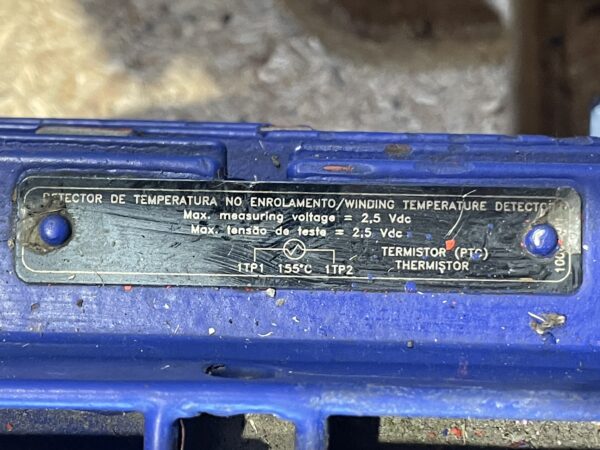 DETECTOR DE TEMPERATURA NO ENROLAMENTO/WINDING TEMPERATURE DETECTOR
Max. measuring voltage = 2,5 Vdc
Max. tensão de teste = 2,5 Vdc
1TP1 155°C 1TP2
TERMISTOR (PTC)
THERMISTOR